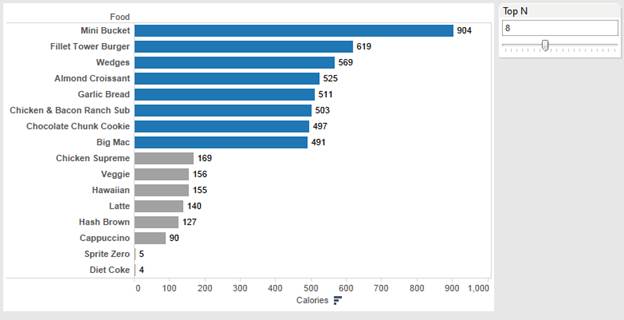 Food
Mini Bucket 904
Fillet Tower Burger 619
Wedges 569
Almond Croissant 525
Garlic Bread 511
Chicken & Bacon Ranch Sub 503
Chocolate Chunk Cookie 497
Big Mac 491
Chicken Supreme 169
Veggie 156
Hawaiian 155
Latte 140
Hash Brown 127
Cappuccino 90
Sprite Zero 5
Diet Coke 4
0 100 200 300 400 500 600 700 800 900 1,000
Calories
Top N
8